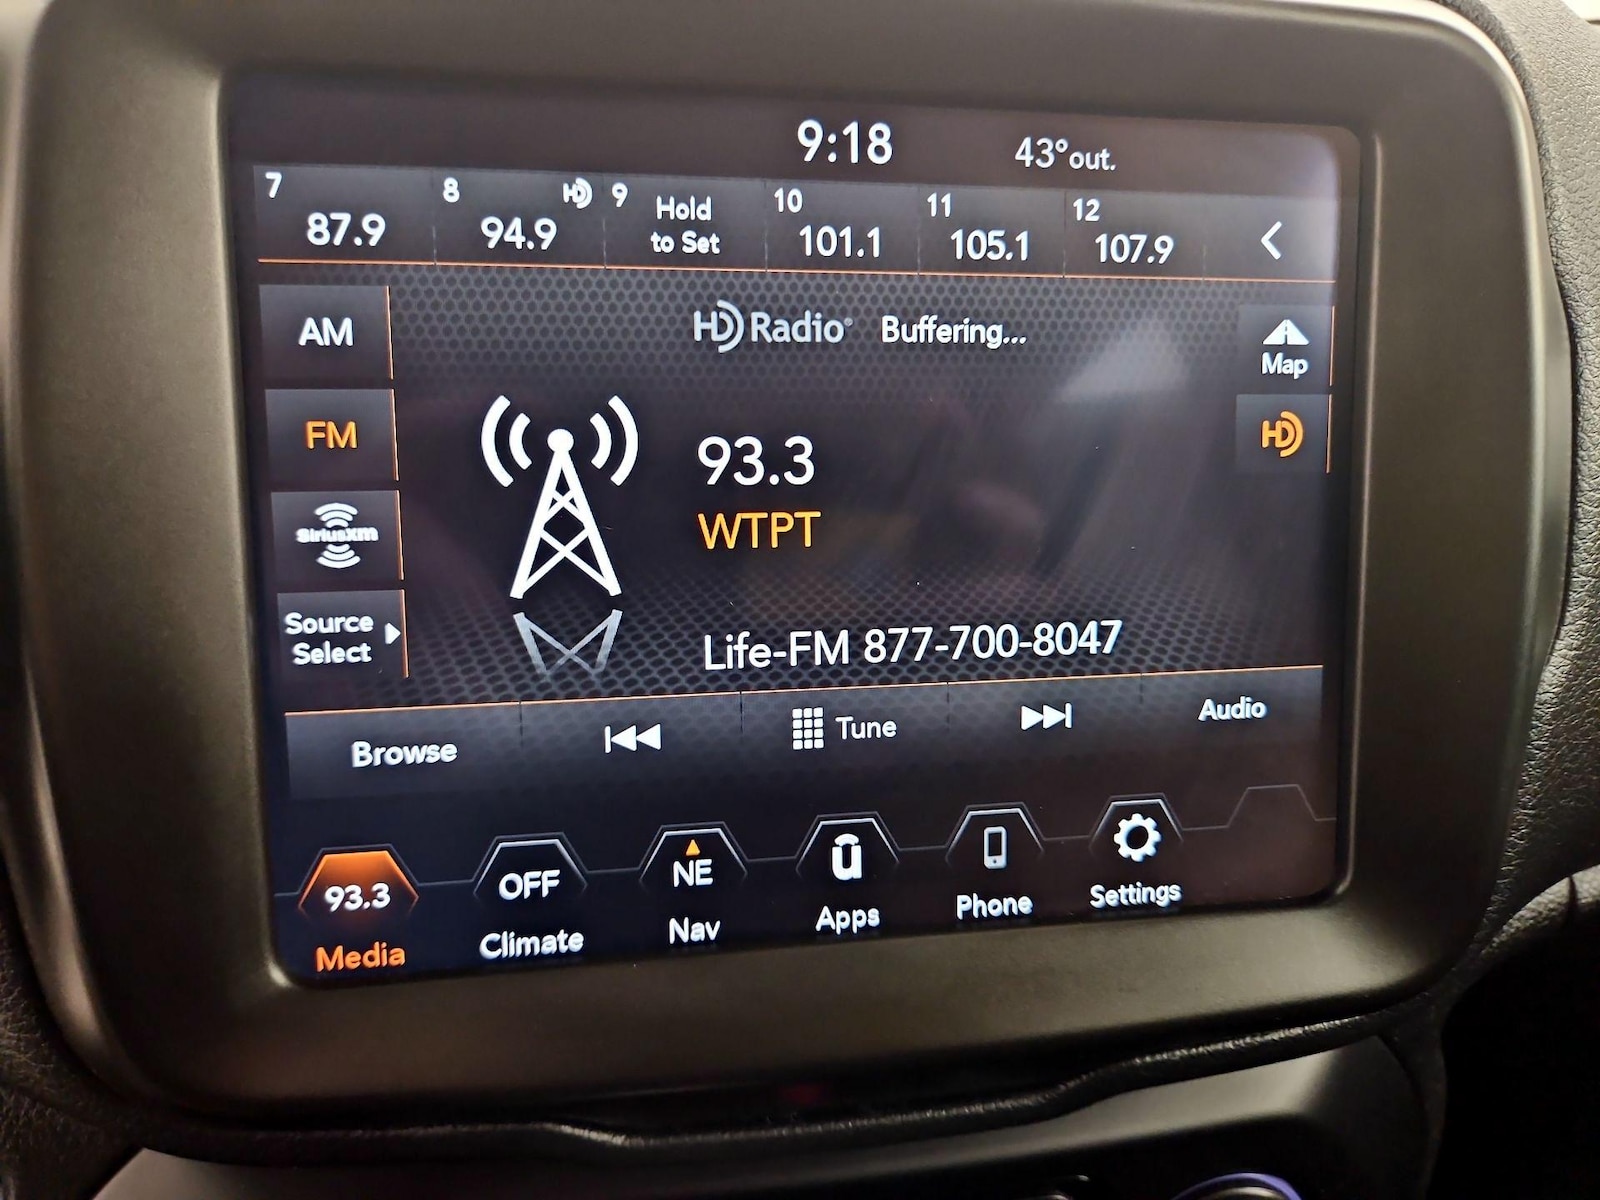 9:18 43°out.
7 87.9 8 94.9 HD 9 Hold to Set 10 101.1 11 105.1 12 107.9
AM
HD Radio® Buffering...
Map
FM
HD
93.3
WTPT
SiriusXM
Source
Select
Life-FM 877-700-8047
Browse Tune Audio
93.3 OFF NE
Media Climate Nav Apps Phone Settings